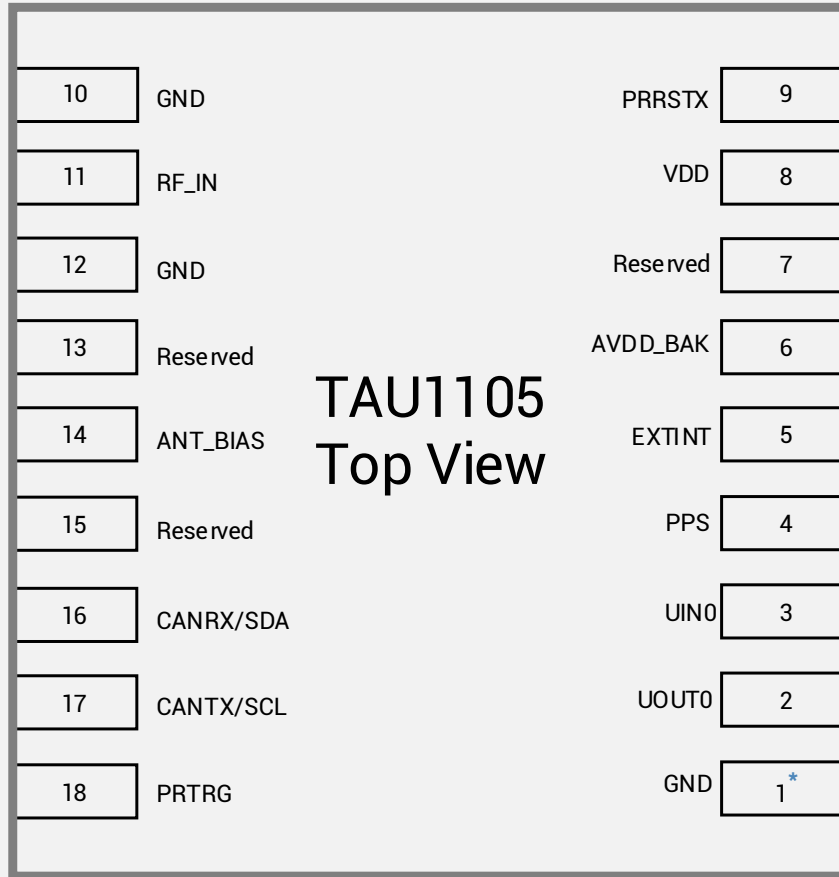 10 GND PRRSTX 9
11 RF_IN VDD 8
12 GND Reserved 7
13 Reserved AVDD_BAK 6
TAU1105
14 ANT_BIAS EXTINT 5
Top View
15 Reserved PPS 4
16 CANRX/SDA UIN0 3
17 CANTX/SCL UOUT0 2
18 PRTRG GND 1*